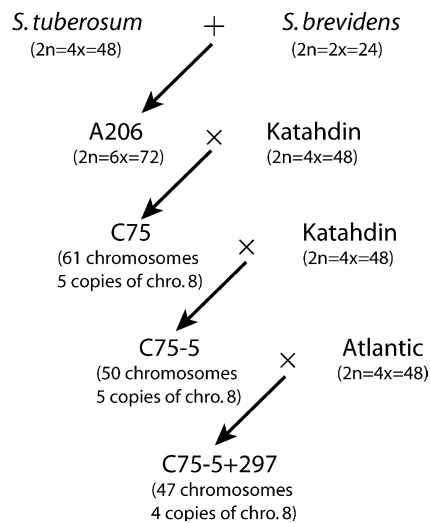 S. tuberosum + S. brevidens
(2n=4x=48) (2n=2x=24)
A206 × Katahdin
(2n=6x=72) (2n=4x=48)
C75 × Katahdin
(61 chromosomes (2n=4x=48)
5 copies of chro. 8)
C75-5 × Atlantic
(50 chromosomes (2n=4x=48)
5 copies of chro. 8)
C75-5+297
(47 chromosomes
4 copies of chro. 8)